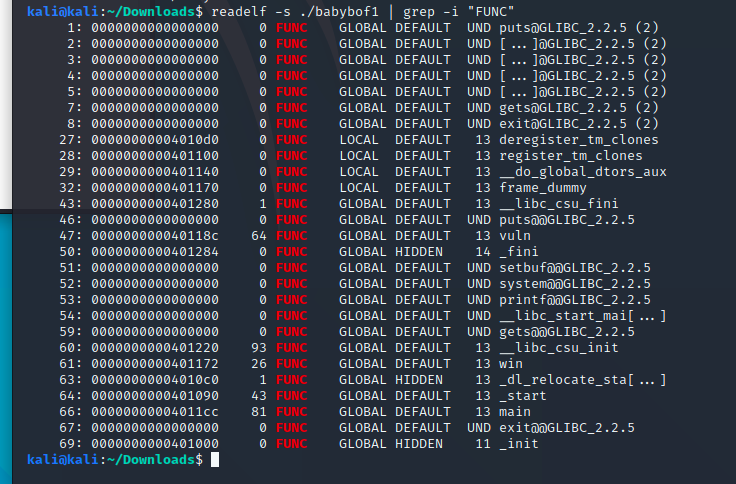 kali@kali:~/Downloads$ readelf -s ./babybof1 | grep -i "FUNC"
     1: 0000000000000000     0 FUNC    GLOBAL DEFAULT  UND puts@GLIBC_2.2.5 (2)
     2: 0000000000000000     0 FUNC    GLOBAL DEFAULT  UND [...]@GLIBC_2.2.5 (2)
     3: 0000000000000000     0 FUNC    GLOBAL DEFAULT  UND [...]@GLIBC_2.2.5 (2)
     4: 0000000000000000     0 FUNC    GLOBAL DEFAULT  UND [...]@GLIBC_2.2.5 (2)
     5: 0000000000000000     0 FUNC    GLOBAL DEFAULT  UND [...]@GLIBC_2.2.5 (2)
     7: 0000000000000000     0 FUNC    GLOBAL DEFAULT  UND gets@GLIBC_2.2.5 (2)
     8: 0000000000000000     0 FUNC    GLOBAL DEFAULT  UND exit@GLIBC_2.2.5 (2)
    27: 00000000004010d0     0 FUNC    LOCAL  DEFAULT   13 deregister_tm_clones
    28: 0000000000401100     0 FUNC    LOCAL  DEFAULT   13 register_tm_clones
    29: 0000000000401140     0 FUNC    LOCAL  DEFAULT   13 __do_global_dtors_aux
    32: 0000000000401170     0 FUNC    LOCAL  DEFAULT   13 frame_dummy
    43: 0000000000401280     1 FUNC    GLOBAL DEFAULT   13 __libc_csu_fini
    46: 0000000000000000     0 FUNC    GLOBAL DEFAULT  UND puts@@GLIBC_2.2.5
    47: 000000000040118c    64 FUNC    GLOBAL DEFAULT   13 vuln
    50: 0000000000401284     0 FUNC    GLOBAL HIDDEN    14 _fini
    51: 0000000000000000     0 FUNC    GLOBAL DEFAULT  UND setbuf@@GLIBC_2.2.5
    52: 0000000000000000     0 FUNC    GLOBAL DEFAULT  UND system@@GLIBC_2.2.5
    53: 0000000000000000     0 FUNC    GLOBAL DEFAULT  UND printf@@GLIBC_2.2.5
    54: 0000000000000000     0 FUNC    GLOBAL DEFAULT  UND __libc_start_mai[...]
    59: 0000000000000000     0 FUNC    GLOBAL DEFAULT  UND gets@@GLIBC_2.2.5
    60: 0000000000401220    93 FUNC    GLOBAL DEFAULT   13 __libc_csu_init
    61: 0000000000401172    26 FUNC    GLOBAL DEFAULT   13 win
    63: 00000000004010c0     1 FUNC    GLOBAL HIDDEN    13 _dl_relocate_sta[...]
    64: 0000000000401090    43 FUNC    GLOBAL DEFAULT   13 _start
    66: 00000000004011cc    81 FUNC    GLOBAL DEFAULT   13 main
    67: 0000000000000000     0 FUNC    GLOBAL DEFAULT  UND exit@@GLIBC_2.2.5
    69: 0000000000401000     0 FUNC    GLOBAL HIDDEN    11 _init
kali@kali:~/Downloads$